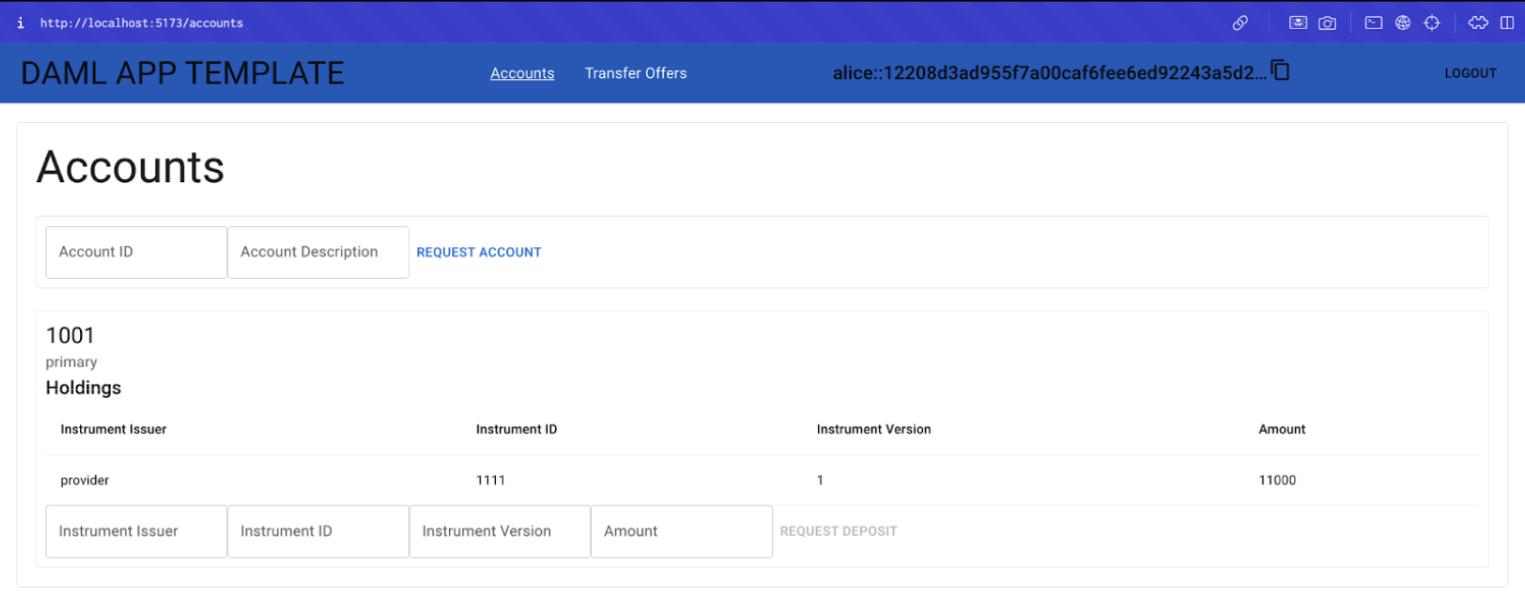 i http://localhost:5173/accounts
DAML APP TEMPLATE Accounts Transfer Offers alice::12208d3ad955f7a00caf6fee6ed92243a5d2... LOGOUT
Accounts
Account ID Account Description REQUEST ACCOUNT
1001
primary
Holdings
Instrument Issuer Instrument ID Instrument Version Amount
provider 1111 1 11000
Instrument Issuer Instrument ID Instrument Version Amount REQUEST DEPOSIT